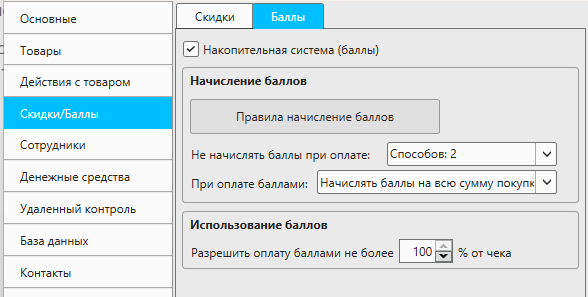 Основные
Товары
Действия с товаром
Скидки/Баллы
Сотрудники
Денежные средства
Удаленный контроль
База данных
Контакты
Скидки
Баллы
Накопительная система (баллы)
Начисление баллов
Правила начисление баллов
Не начислять баллы при оплате: Способов: 2
При оплате баллами: Начислять баллы на всю сумму покупк
Использование баллов
Разрешить оплату баллами не более 100 % от чека